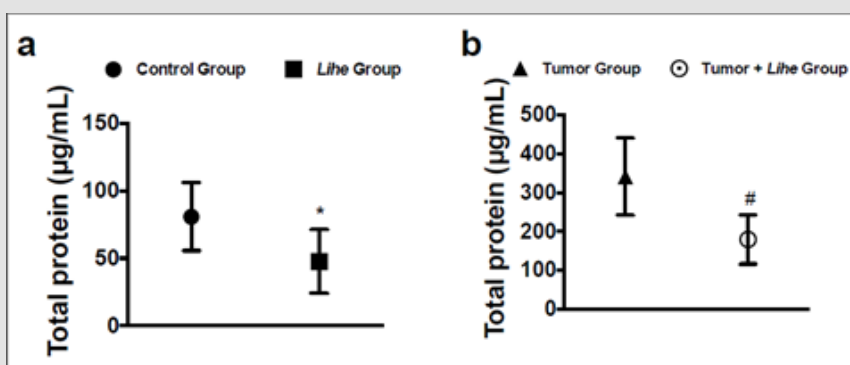 a
Control Group
Lihe Group
Total protein (µg/mL)
150
100
50
0
*
b
Tumor Group
Tumor + Lihe Group
Total protein (µg/mL)
500
400
300
200
100
0
#